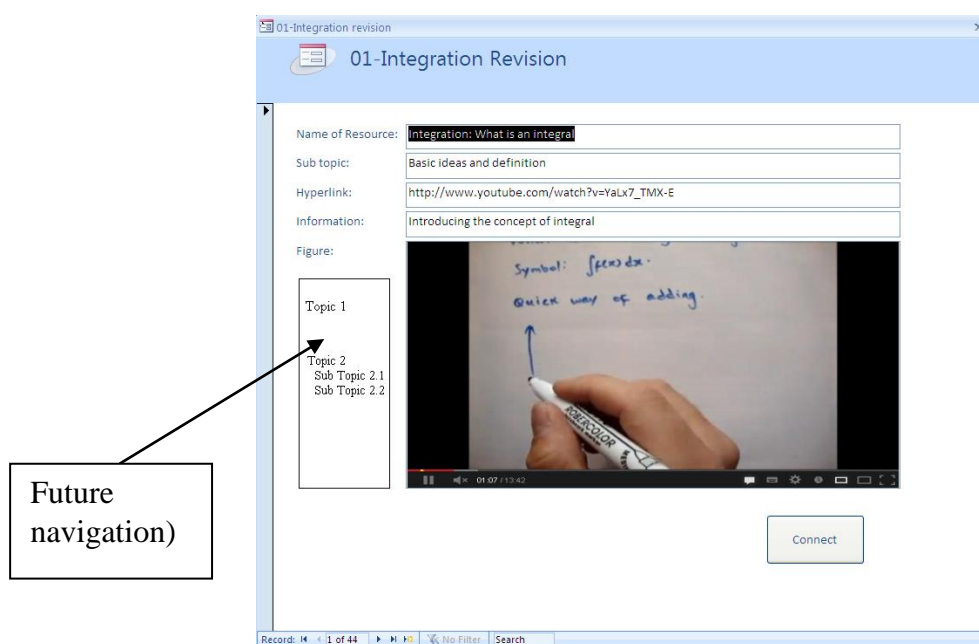 01-Integration revision
01-Integration Revision
Name of Resource: Integration: What is an integral
Sub topic: Basic ideas and definition
Hyperlink: http://www.youtube.com/watch?v=YaLx7_TMX-E
Information: Introducing the concept of integral
Figure:
Symbol: ∫f(x)dx.
Quick way of adding.
ROBERCOLOR
Topic 1
Topic 2
Sub Topic 2.1
Sub Topic 2.2
01:07 / 13:42
Future
navigation)
Connect
Record: 1 of 44 No Filter Search